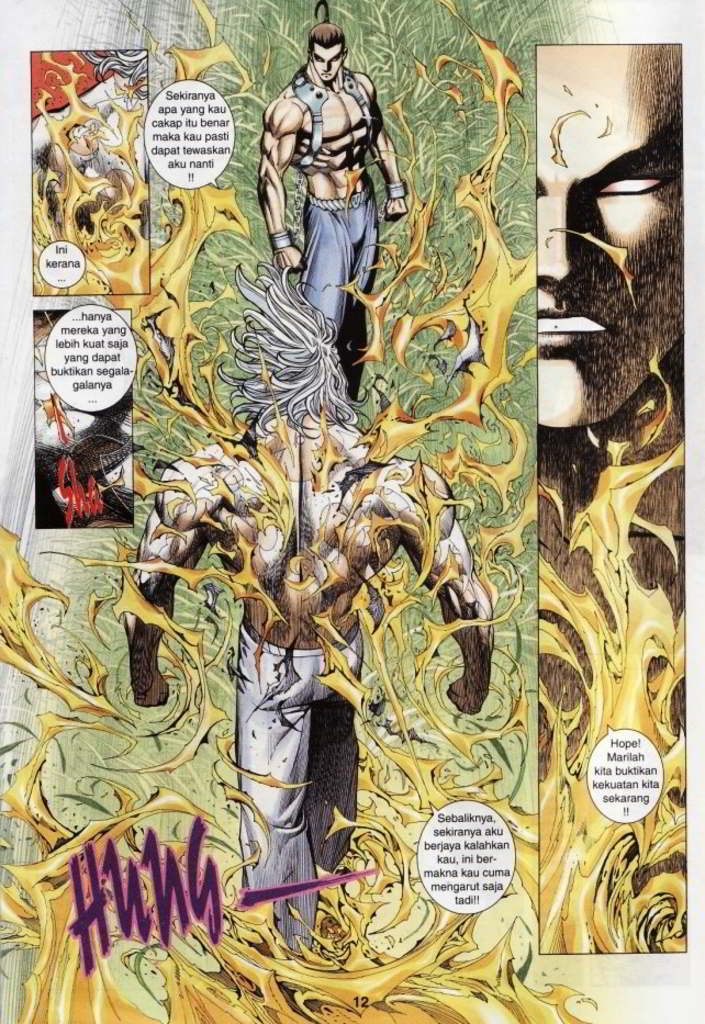 Sekiranya
apa yang kau
cakap itu benar
maka kau pasti
dapat tewaskan
aku nanti
!!
Ini
kerana
...
...hanya
mereka yang
lebih kuat saja
yang dapat
buktikan segala-
galanya
...
Sebaliknya,
sekiranya aku
berjaya kalahkan
kau, ini ber-
makna kau cuma
mengarut saja
tadi!!
HUNG
Hope!
Marilah
kita buktikan
kekuatan kita
sekarang
!!
12